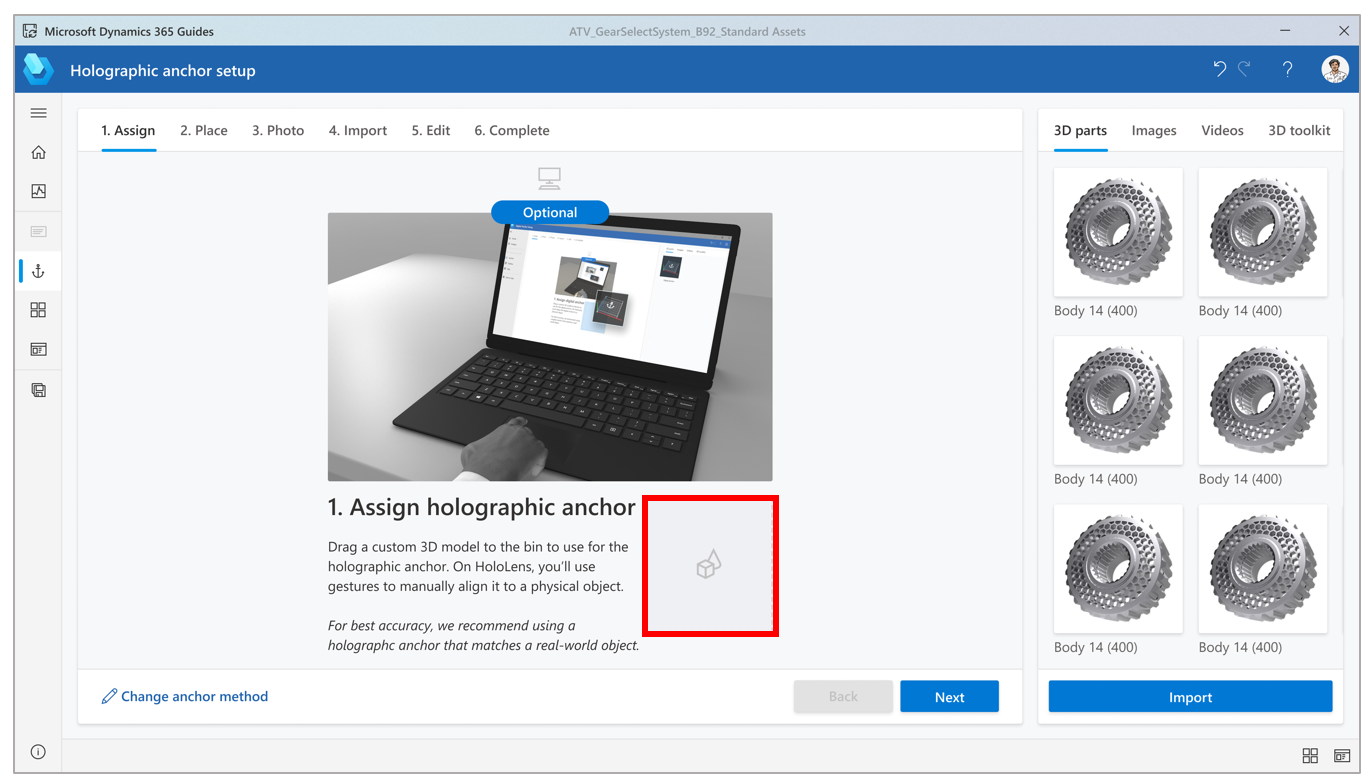 Microsoft Dynamics 365 Guides
ATV_GearSelectSystem_B92_Standard Assets
Holographic anchor setup
1. Assign
2. Place
3. Photo
4. Import
5. Edit
6. Complete
3D parts
Images
Videos
3D toolkit
Optional
Body 14 (400)
Body 14 (400)
Body 14 (400)
Body 14 (400)
Body 14 (400)
Body 14 (400)
1. Assign holographic anchor
Drag a custom 3D model to the bin to use for the
holographic anchor. On HoloLens, you’ll use
gestures to manually align it to a physical object.
For best accuracy, we recommend using a
holographc anchor that matches a real-world object.
Change anchor method
Back
Next
Import